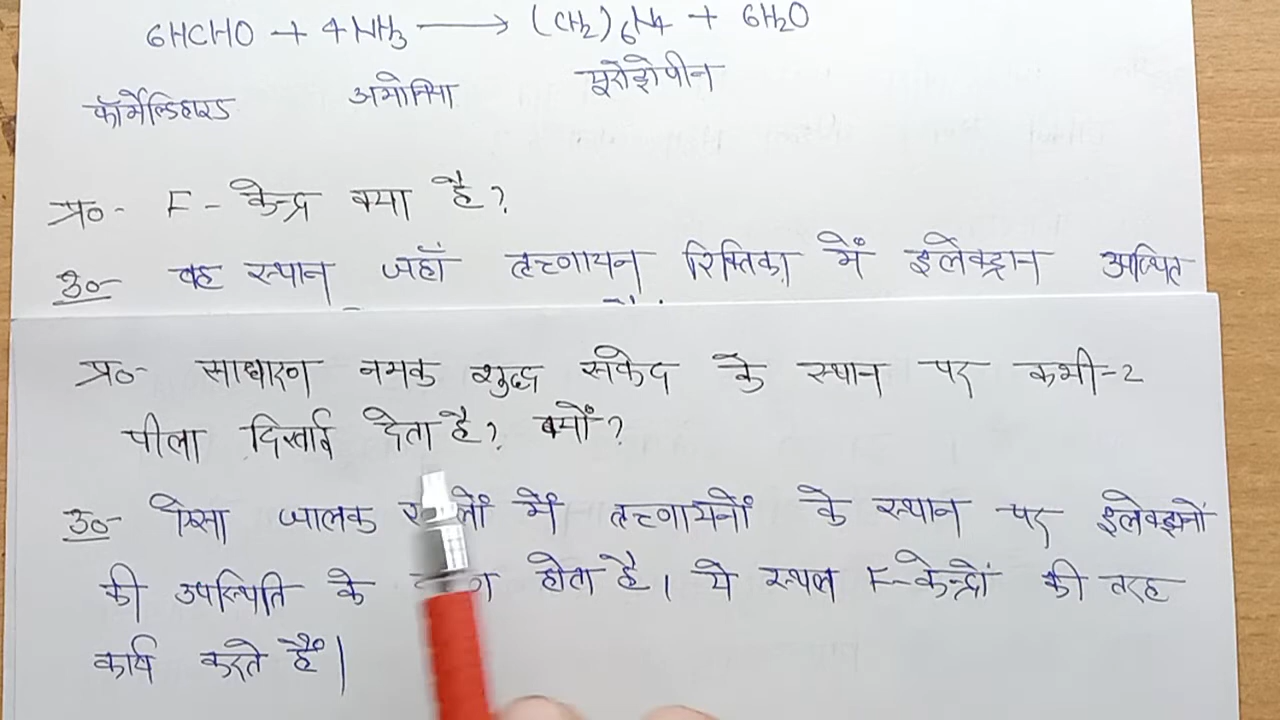 6HCHO + 4NH3 ⟶ (CH2)6N4 + 6H2O
फॉर्मेल्डिहाइड अमोनिया यूरोट्रोपीन
प्र०- F - केन्द्र क्या है?
उ०- वह स्थान जहाँ ऋणायन रिक्तिका में इलेक्ट्रान
प्र०- साधारण नमक शुद्ध सफेद के स्थान पर कभी-2
पीला दिखाई देता है? क्यों?
उ०- ऐसा जालक में ऋणायनों के स्थान पर इलेक्ट्रानों
की उपस्थिति के होता है। ये स्थल F-केन्द्रों की तरह
कार्य करते हैं।